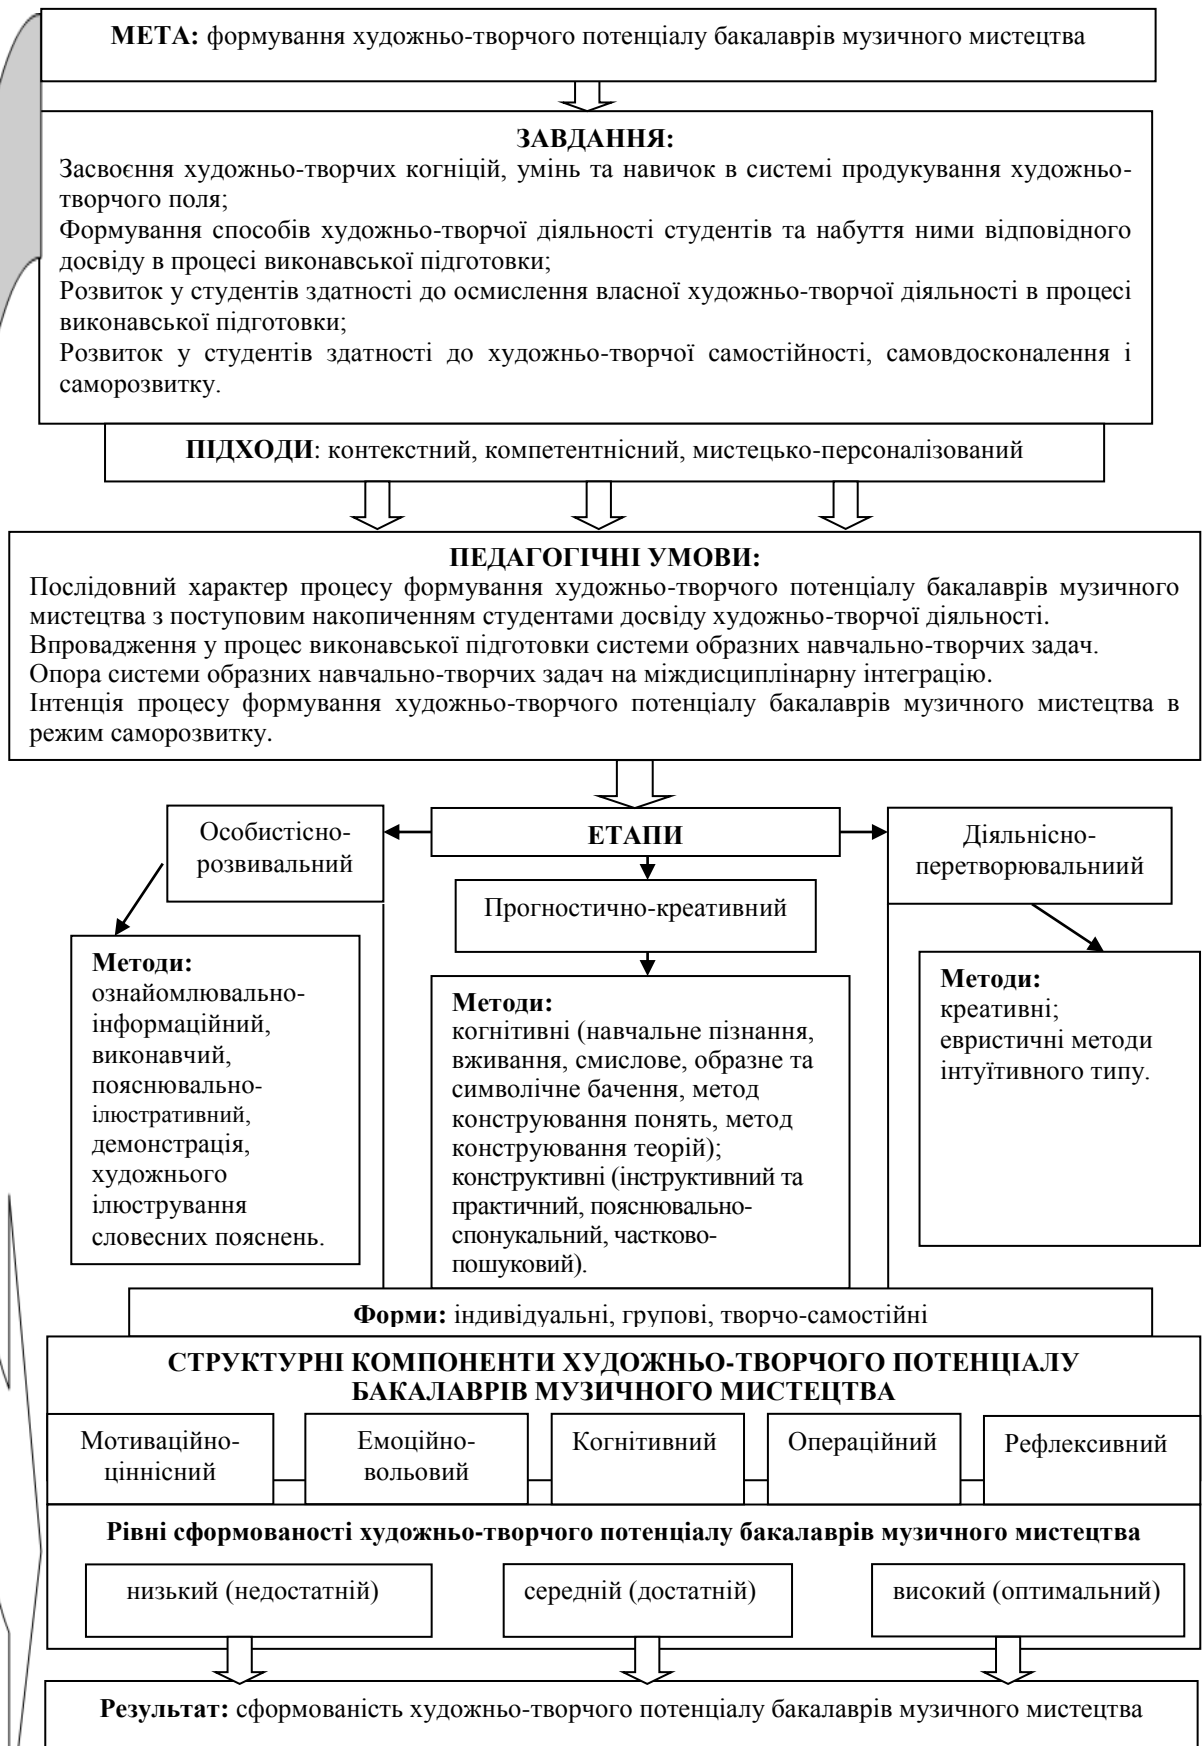 МЕТА: формування художньо-творчого потенціалу бакалаврів музичного мистецтва
ЗАВДАННЯ:
Засвоєння художньо-творчих когніцій, умінь та навичок в системі продукування художньо-
творчого поля;
Формування способів художньо-творчої діяльності студентів та набуття ними відповідного
досвіду в процесі виконавської підготовки;
Розвиток у студентів здатності до осмислення власної художньо-творчої діяльності в процесі
виконавської підготовки;
Розвиток у студентів здатності до художньо-творчої самостійності, самовдосконалення і
саморозвитку.
ПІДХОДИ: контекстний, компетентнісний, мистецько-персоналізований
ПЕДАГОГІЧНІ УМОВИ:
Послідовний характер процесу формування художньо-творчого потенціалу бакалаврів музичного
мистецтва з поступовим накопиченням студентами досвіду художньо-творчої діяльності.
Впровадження у процес виконавської підготовки системи образних навчально-творчих задач.
Опора системи образних навчально-творчих задач на міждисциплінарну інтеграцію.
Інтенція процесу формування художньо-творчого потенціалу бакалаврів музичного мистецтва в
режим саморозвитку.
ЕТАПИ
Особистісно-
розвивальний
Прогностично-креативний
Діяльнісно-
перетворювальниий
Методи:
ознайомлювально-
інформаційний,
виконавчий,
пояснювально-
ілюстративний,
демонстрація,
художнього
ілюстрування
словесних пояснень.
Методи:
когнітивні (навчальне пізнання,
вживання, смислове, образне та
символічне бачення, метод
конструювання понять, метод
конструювання теорій);
конструктивні (інструктивний та
практичний, пояснювально-
спонукальний, частково-
пошуковий).
Методи:
креативні;
евристичні методи
інтуїтивного типу.
Форми: індивідуальні, групові, творчо-самостійні
СТРУКТУРНІ КОМПОНЕНТИ ХУДОЖНЬО-ТВОРЧОГО ПОТЕНЦІАЛУ
БАКАЛАВРІВ МУЗИЧНОГО МИСТЕЦТВА
Мотиваційно-
ціннісний
Емоційно-
вольовий
Когнітивний
Операційний
Рефлексивний
Рівні сформованості художньо-творчого потенціалу бакалаврів музичного мистецтва
низький (недостатній)
середній (достатній)
високий (оптимальний)
Результат: сформованість художньо-творчого потенціалу бакалаврів музичного мистецтва